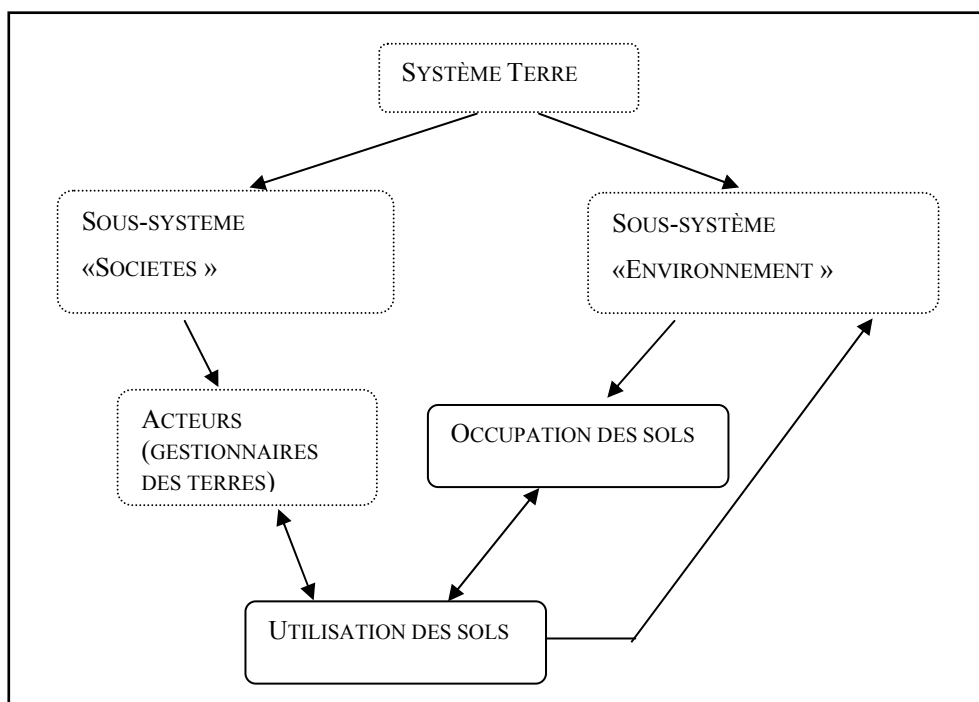 SYSTÈME TERRE
SOUS-SYSTEME
«SOCIETES »
SOUS-SYSTÈME
«ENVIRONNEMENT »
ACTEURS
(GESTIONNAIRES
DES TERRES)
OCCUPATION DES SOLS
UTILISATION DES SOLS